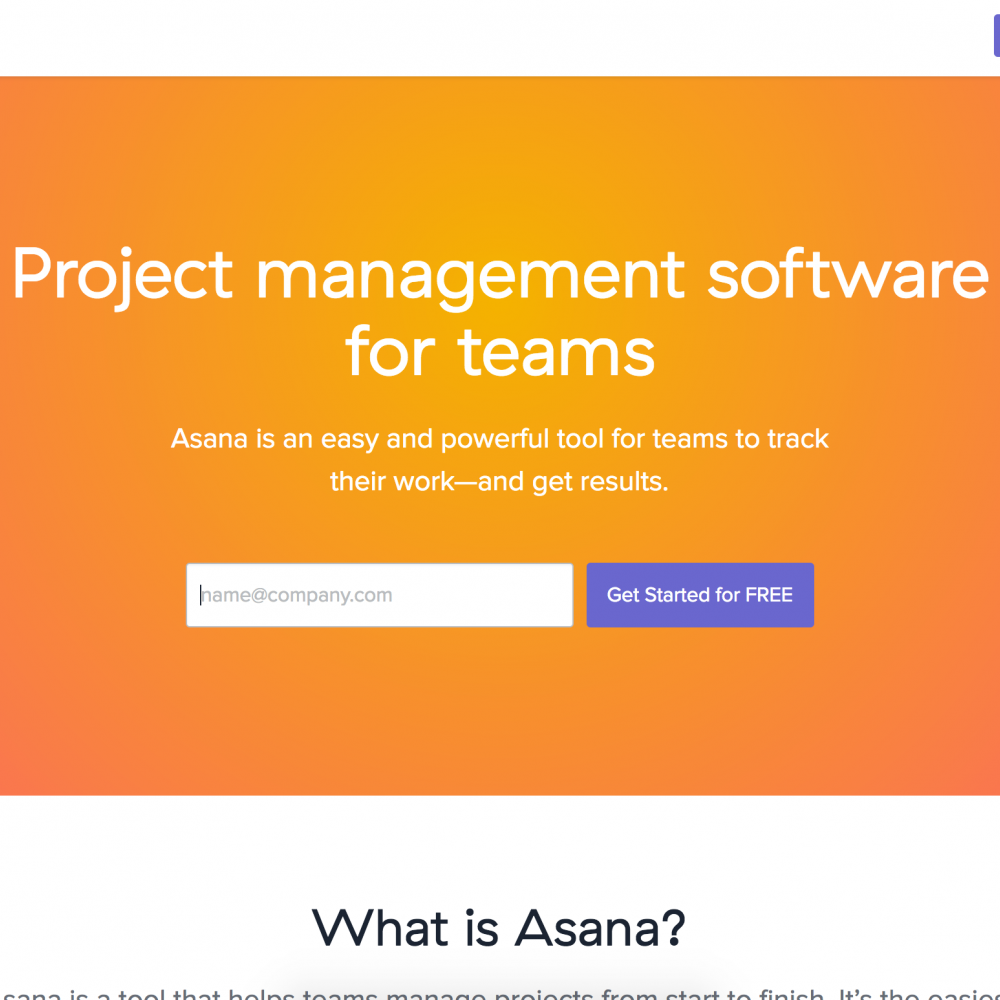 Project management software
for teams
Asana is an easy and powerful tool for teams to track
their work—and get results.
name@company.com
Get Started for FREE
What is Asana?
sana is a tool that helps teams manage projects from start to finish. It's the